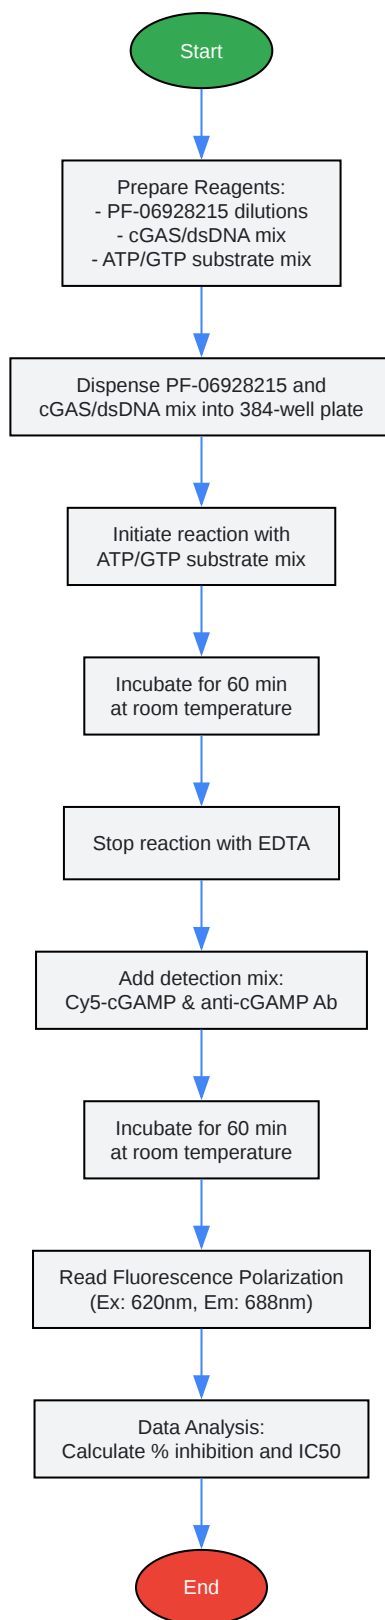 Start
Prepare Reagents:
- PF-06928215 dilutions
- cGAS/dsDNA mix
- ATP/GTP substrate mix
Dispense PF-06928215 and
cGAS/dsDNA mix into 384-well plate
Initiate reaction with
ATP/GTP substrate mix
Incubate for 60 min
at room temperature
Stop reaction with EDTA
Add detection mix:
Cy5-cGAMP & anti-cGAMP Ab
Incubate for 60 min
at room temperature
Read Fluorescence Polarization
(Ex: 620nm, Em: 688nm)
Data Analysis:
Calculate % inhibition and IC50
End